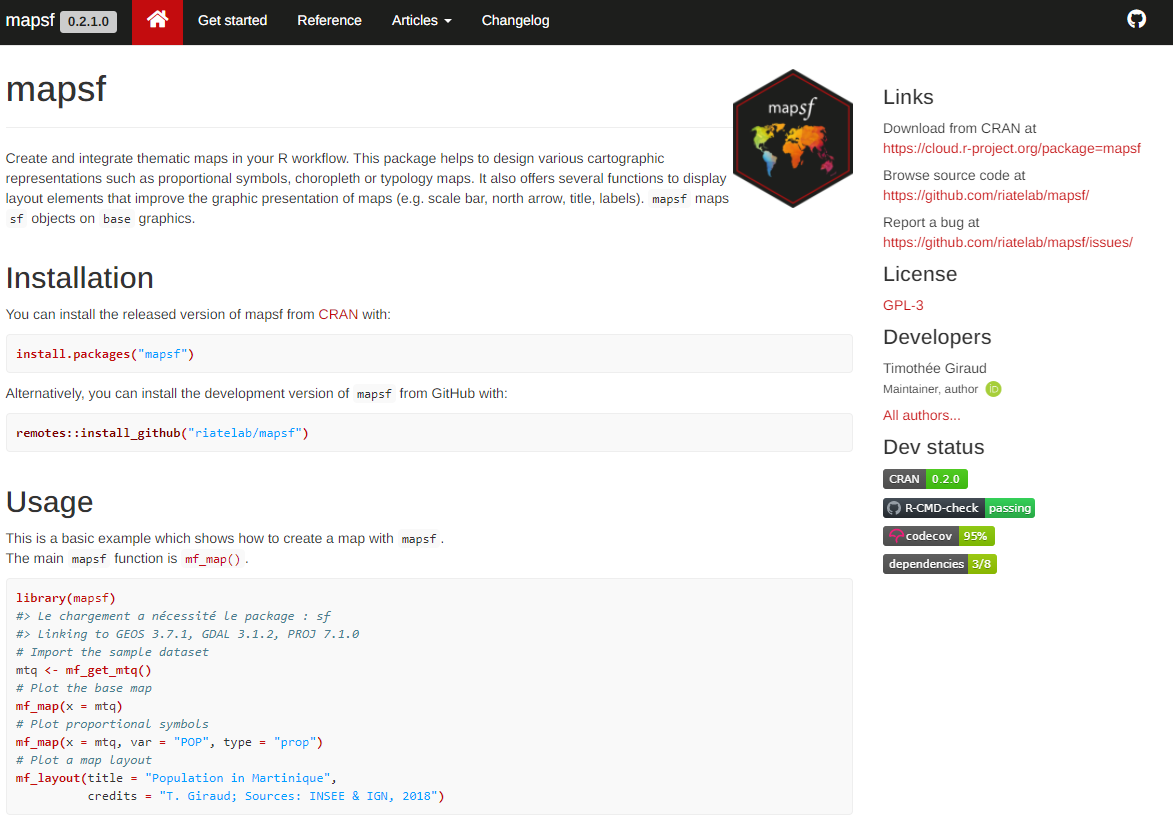 mapsf 0.2.1.0 Get started Reference Articles Changelog
mapsf
mapsf
Create and integrate thematic maps in your R workflow. This package helps to design various cartographic
representations such as proportional symbols, choropleth or typology maps. It also offers several functions to display
layout elements that improve the graphic presentation of maps (e.g. scale bar, north arrow, title, labels). mapsf maps
sf objects on base graphics.
Installation
You can install the released version of mapsf from CRAN with:
install.packages("mapsf")
Alternatively, you can install the development version of mapsf from GitHub with:
remotes::install_github("riatelab/mapsf")
Usage
This is a basic example which shows how to create a map with mapsf.
The main mapsf function is mf_map().
library(mapsf)
#> Le chargement a nécessité le package : sf
#> Linking to GEOS 3.7.1, GDAL 3.1.2, PROJ 7.1.0
# Import the sample dataset
mtq <- mf_get_mtq()
# Plot the base map
mf_map(x = mtq)
# Plot proportional symbols
mf_map(x = mtq, var = "POP", type = "prop")
# Plot a map layout
mf_layout(title = "Population in Martinique",
          credits = "T. Giraud; Sources: INSEE & IGN, 2018")
Links
Download from CRAN at
https://cloud.r-project.org/package=mapsf
Browse source code at
https://github.com/riatelab/mapsf/
Report a bug at
https://github.com/riatelab/mapsf/issues/
License
GPL-3
Developers
Timothée Giraud
Maintainer, author iD
All authors...
Dev status
CRAN 0.2.0
R-CMD-check passing
codecov 95%
dependencies 3/8